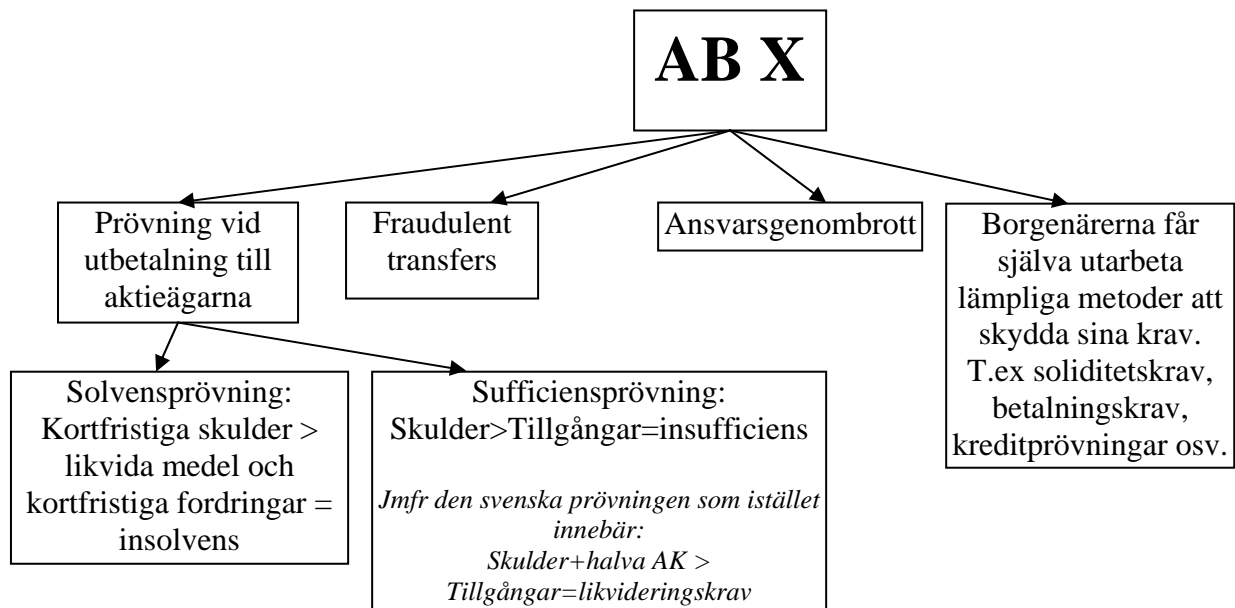 AB X
Prövning vid
utbetalning till
aktieägarna
Fraudulent
transfers
Ansvarsgenombrott
Borgenärerna får
själva utarbeta
lämpliga metoder att
skydda sina krav.
T.ex soliditetskrav,
betalningskrav,
kreditprövningar osv.
Solvensprövning:
Kortfristiga skulder >
likvida medel och
kortfristiga fordringar =
insolvens
Sufficiensprövning:
Skulder>Tillgångar=insufficiens
Jmfr den svenska prövningen som istället
innebär:
Skulder+halva AK >
Tillgångar=likvideringskrav